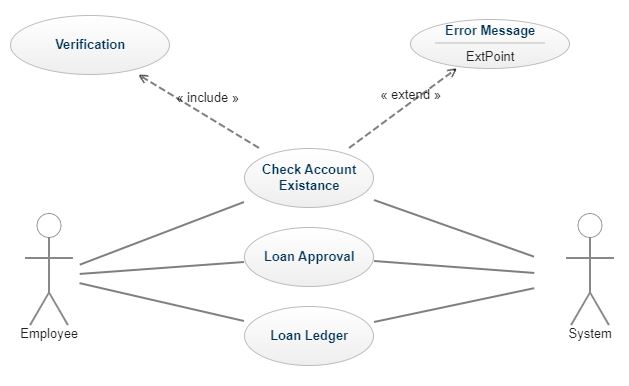 Verification
Error Message
ExtPoint
« include »
« extend »
Check Account
Existance
Loan Approval
Loan Ledger
Employee
System